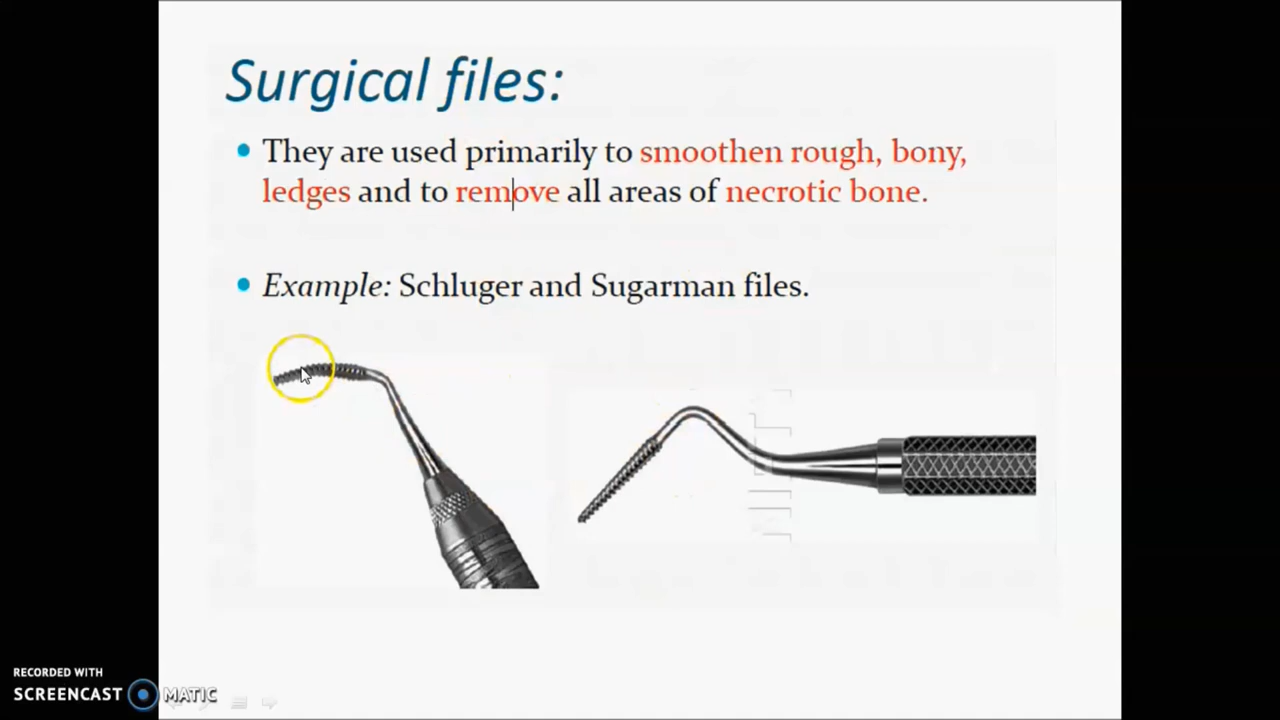 Surgical files:
• They are used primarily to smoothen rough, bony,
ledges and to remove all areas of necrotic bone.
• Example: Schluger and Sugarman files.
RECORDED WITH
SCREENCAST MATIC